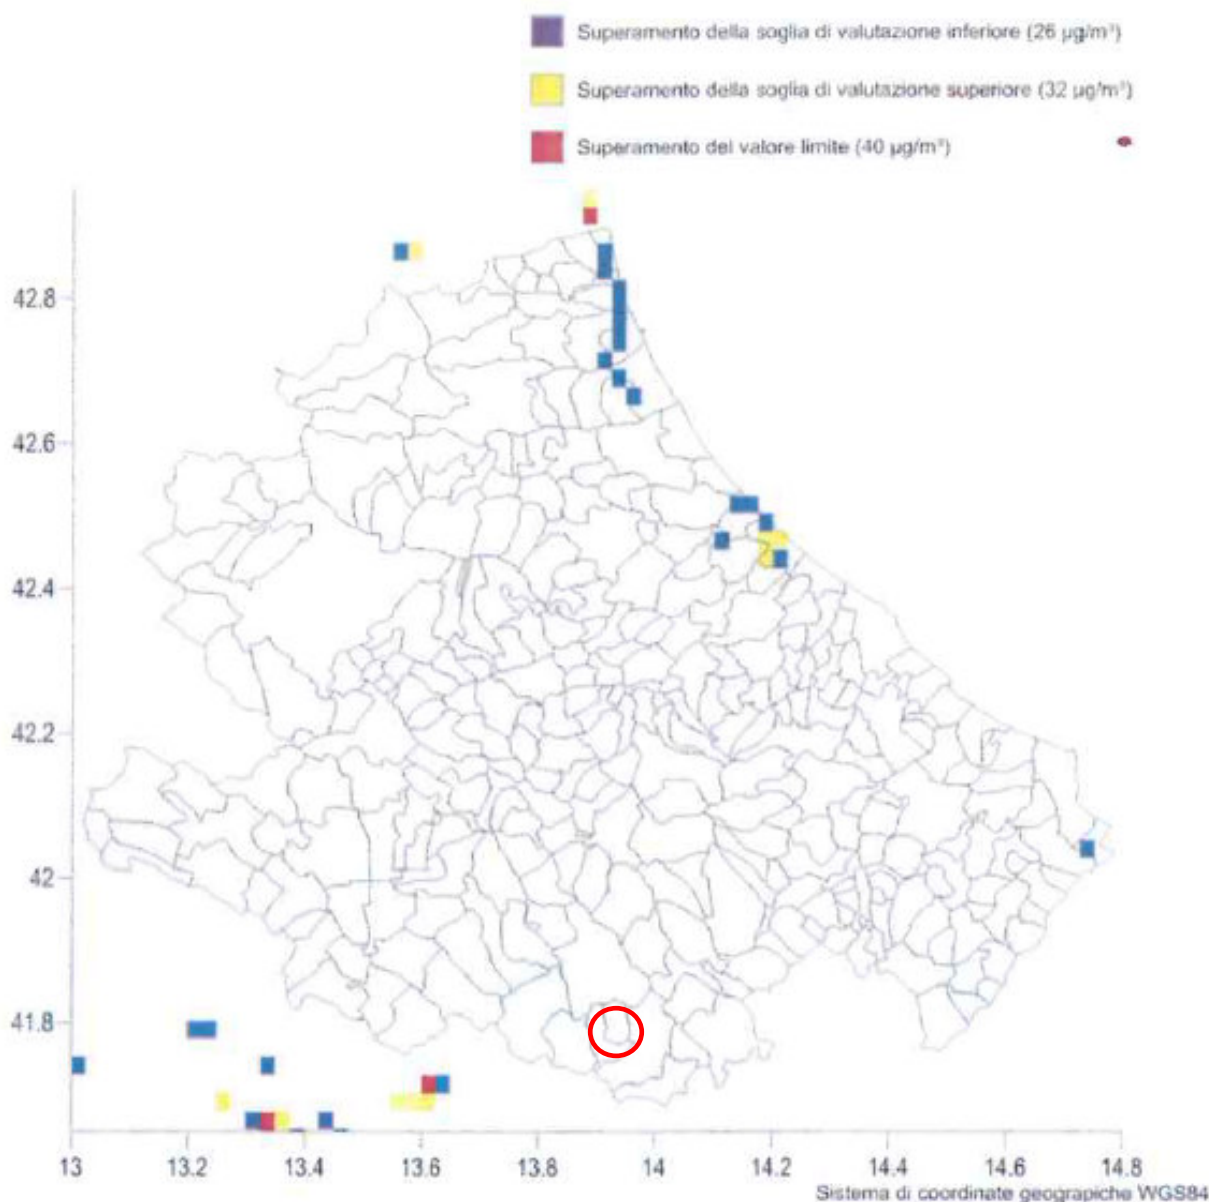 Superamento della soglia di valutazione inferiore (26 µg/m³)
Superamento della soglia di valutazione superiore (32 µg/m³)
Superamento del valore limite (40 µg/m³)
42.8
42.6
42.4
42.2
42
41.8
13 13.2 13.4 13.6 13.8 14 14.2 14.4 14.6 14.8
Sistema di coordinate geograpiche WGS84